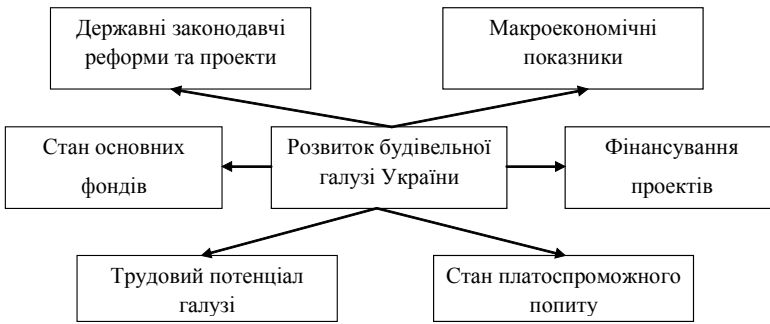 Державні законодавчі
реформи та проекти
Макроекономічні
показники
Стан основних
фондів
Розвиток будівельної
галузі України
Фінансування
проектів
Трудовий потенціал
галузі
Стан платоспроможного
попиту